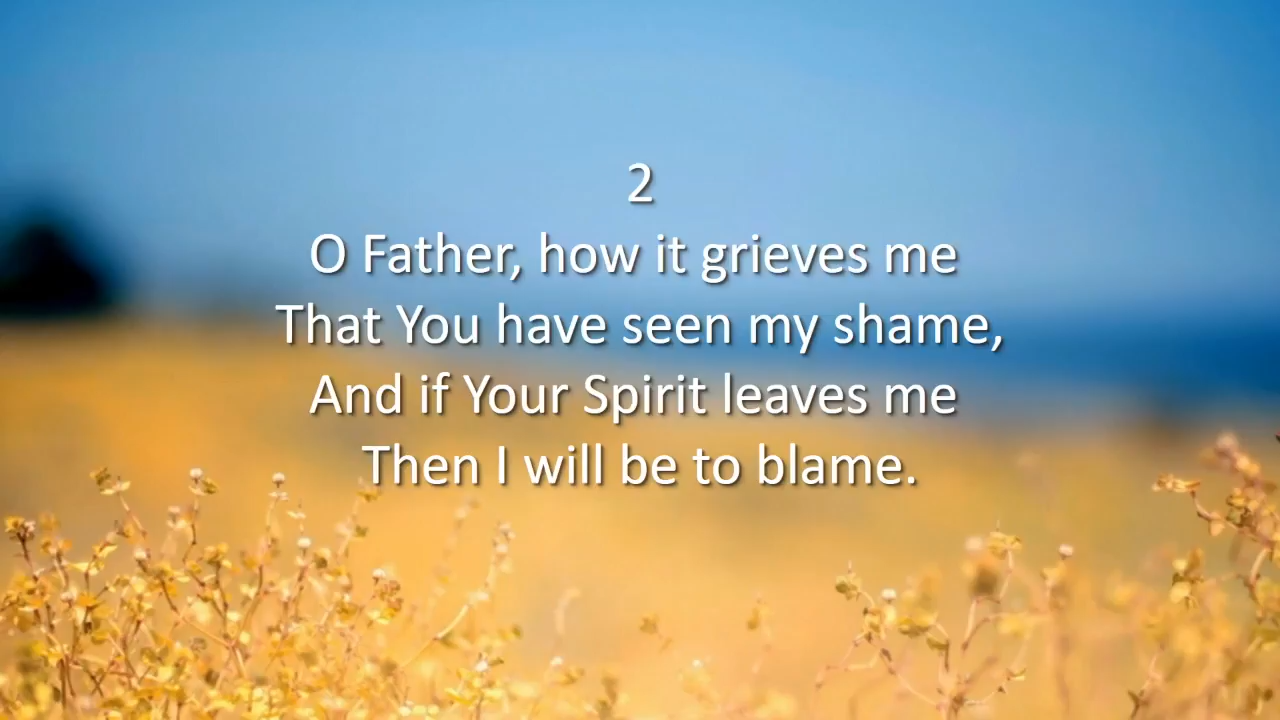 2
O Father, how it grieves me
That You have seen my shame,
And if Your Spirit leaves me
Then I will be to blame.